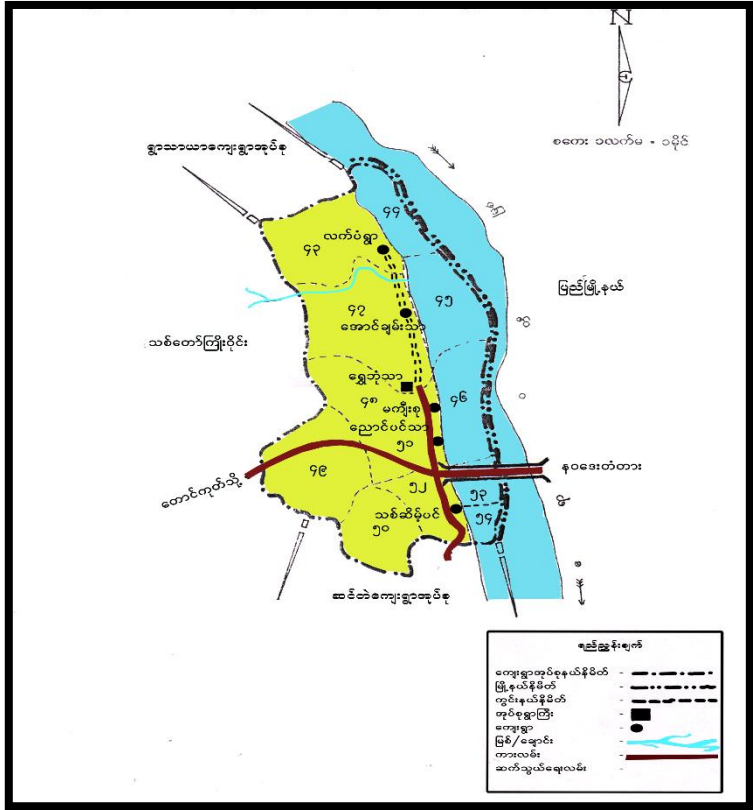 N
စကေး ၁လက်မ - ၁မိုင်
ရွာသာယာကျေးရွာအုပ်စု
၄၄
လက်ပံရွာ
၄၃
၄၅
ပြည်မြို့နယ်
၄၇
အောင်ချမ်းသာ
သစ်တောကြိုးဝိုင်း
ရွှေဘုံသာ
၄၈
၄၆
မကျီးစု
ညောင်ပင်သာ
၅၁
နဝဒေးတံတား
၄၉
တောင်ကုတ်သို့
၅၂
၅၃
သစ်ဆိမ့်ပင်
၅၄
၅၀
ဆင်တဲကျေးရွာအုပ်စု
ရည်ညွှန်းချက်
ကျေးရွာအုပ်စုနယ်နိမိတ် -
မြို့နယ်နိမိတ် -
ကွင်းနယ်နိမိတ် -
အုပ်စုရွာကြီး -
ကျေးရွာ -
မြစ်/ချောင်း -
ကားလမ်း -
ဆက်သွယ်ရေးလမ်း -